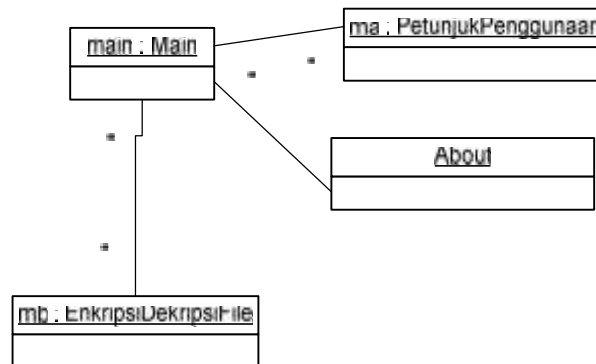 main : Main
ma : PetunjukPenggunaan
About
mb : EnkripsiDekripsiFile